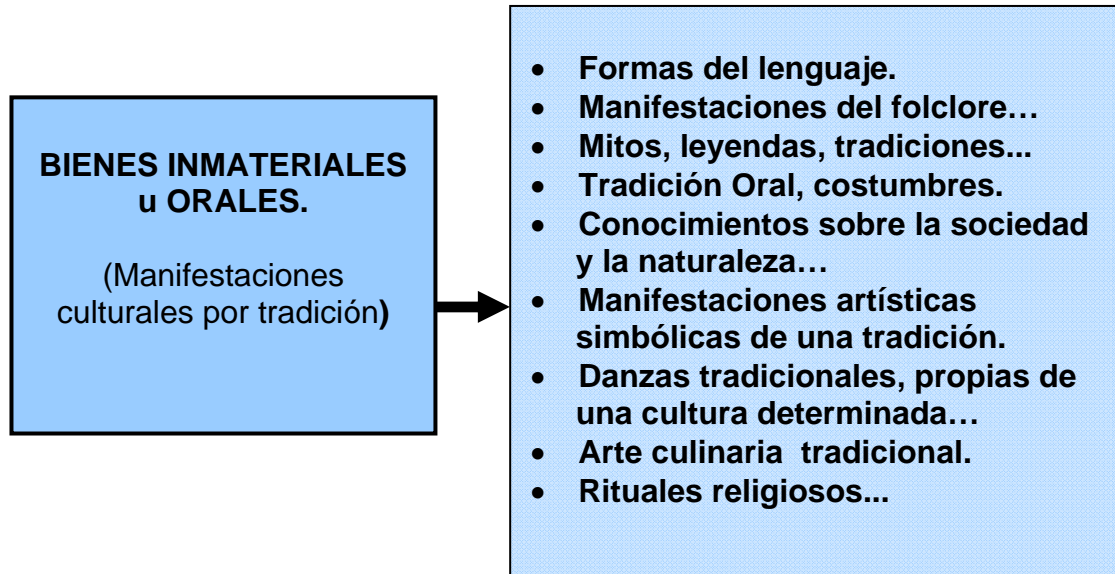 BIENES INMATERIALES
u ORALES.
(Manifestaciones
culturales por tradición)
• Formas del lenguaje.
• Manifestaciones del folclore…
• Mitos, leyendas, tradiciones...
• Tradición Oral, costumbres.
• Conocimientos sobre la sociedad
y la naturaleza…
• Manifestaciones artísticas
simbólicas de una tradición.
• Danzas tradicionales, propias de
una cultura determinada…
• Arte culinaria tradicional.
• Rituales religiosos...